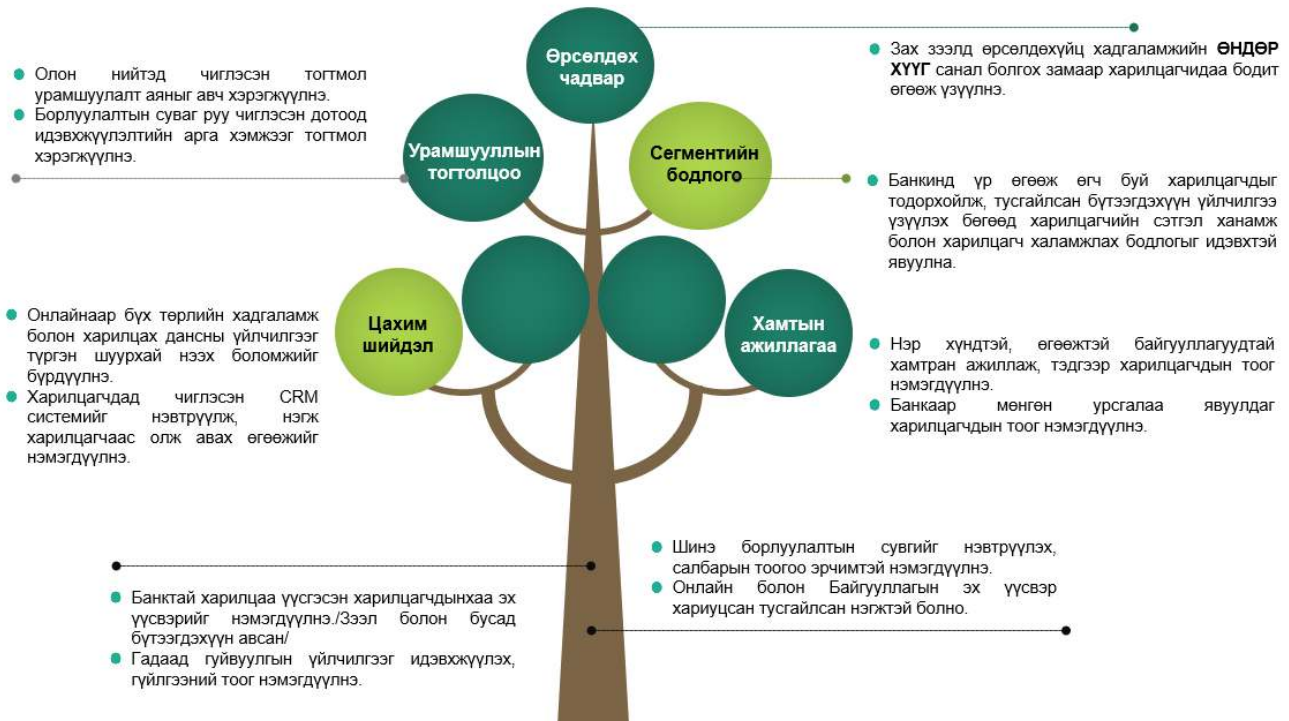 Өрсөлдөх
чадвар
• Олон нийтэд чиглэсэн тогтмол
урамшуулалт аяныг авч хэрэгжүүлнэ.
• Борлуулалтын суваг руу чиглэсэн дотоод
идэвхжүүлэлтийн арга хэмжээг тогтмол
хэрэгжүүлнэ.
• Зах зээлд өрсөлдөхүйц хадгаламжийн ӨНДӨР
ХҮҮГ санал болгох замаар харилцагчидаа бодит
өгөөж үзүүлнэ.
Урамшууллын
тогтолцоо
Сегментийн
бодлого
• Банкинд үр өгөөж өгч буй харилцагчдыг
тодорхойлж, тусгайлсан бүтээгдэхүүн үйлчилгээ
үзүүлэх бөгөөд харилцагчийн сэтгэл ханамж
болон харилцагч халамжлах бодлогыг идэвхтэй
явуулна.
• Онлайнаар бүх төрлийн хадгаламж
болон харилцах дансны үйлчилгээг
түргэн шуурхай нээх боломжийг
бүрдүүлнэ.
• Харилцагчдад чиглэсэн CRM
системийг нэвтрүүлж, нэгж
харилцагчаас олж авах өгөөжийг
нэмэгдүүлнэ.
Цахим
шийдэл
Хамтын
ажиллагаа
• Нэр хүндтэй, өгөөжтэй байгууллагуудтай
хамтран ажиллаж, тэдгээр харилцагчдын тоог
нэмэгдүүлнэ.
• Банкаар мөнгөн урсгалаа явуулдаг
харилцагчдын тоог нэмэгдүүлнэ.
• Шинэ борлуулалтын сувгийг нэвтрүүлэх,
салбарын тоогоо эрчимтэй нэмэгдүүлнэ.
• Онлайн болон Байгууллагын эх үүсвэр
хариуцсан тусгайлсан нэгжтэй болно.
• Банктай харилцаа үүсгэсэн харилцагчдынхаа эх
үүсвэрийг нэмэгдүүлнэ./Зээл болон бусад
бүтээгдэхүүн авсан/
• Гадаад гуйвуулгын үйлчилгээг идэвхжүүлэх,
гүйлгээний тоог нэмэгдүүлнэ.